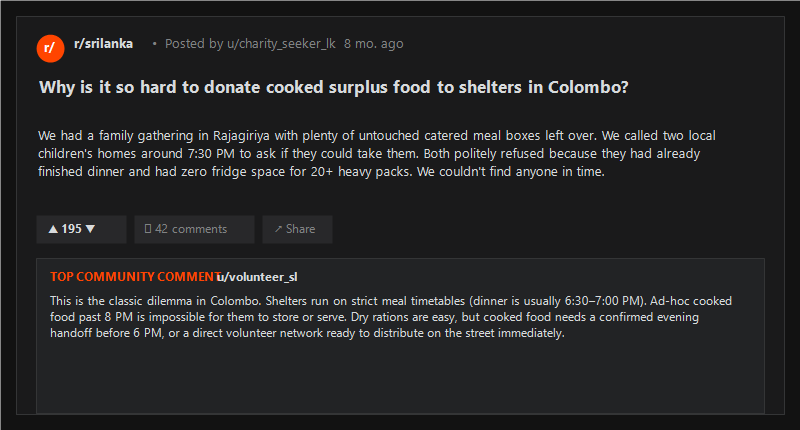 r/ r/srilanka • Posted by u/charity_seeker_lk 8 mo. ago
Why is it so hard to donate cooked surplus food to shelters in Colombo?
We had a family gathering in Rajagiriya with plenty of untouched catered meal boxes left over. We called two local
children's homes around 7:30 PM to ask if they could take them. Both politely refused because they had already
finished dinner and had zero fridge space for 20+ heavy packs. We couldn't find anyone in time.
▲ 195 ▼ 42 comments ↗ Share
TOP COMMUNITY COMMENT u/volunteer_sl
This is the classic dilemma in Colombo. Shelters run on strict meal timetables (dinner is usually 6:30–7:00 PM). Ad-hoc cooked
food past 8 PM is impossible for them to store or serve. Dry rations are easy, but cooked food needs a confirmed evening
handoff before 6 PM, or a direct volunteer network ready to distribute on the street immediately.